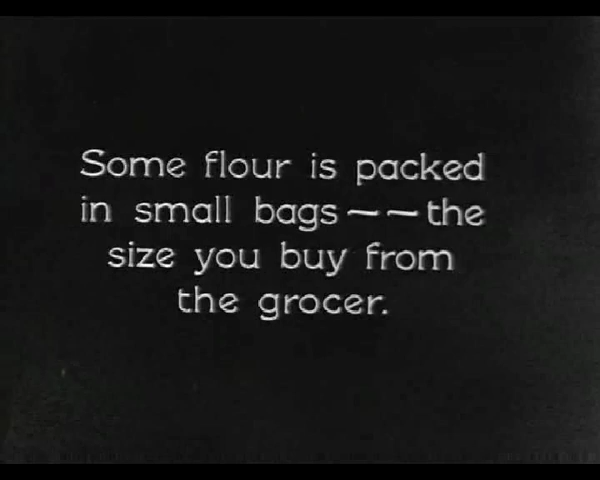 Some flour is packed
in small bags — — the
size you buy from
the grocer.